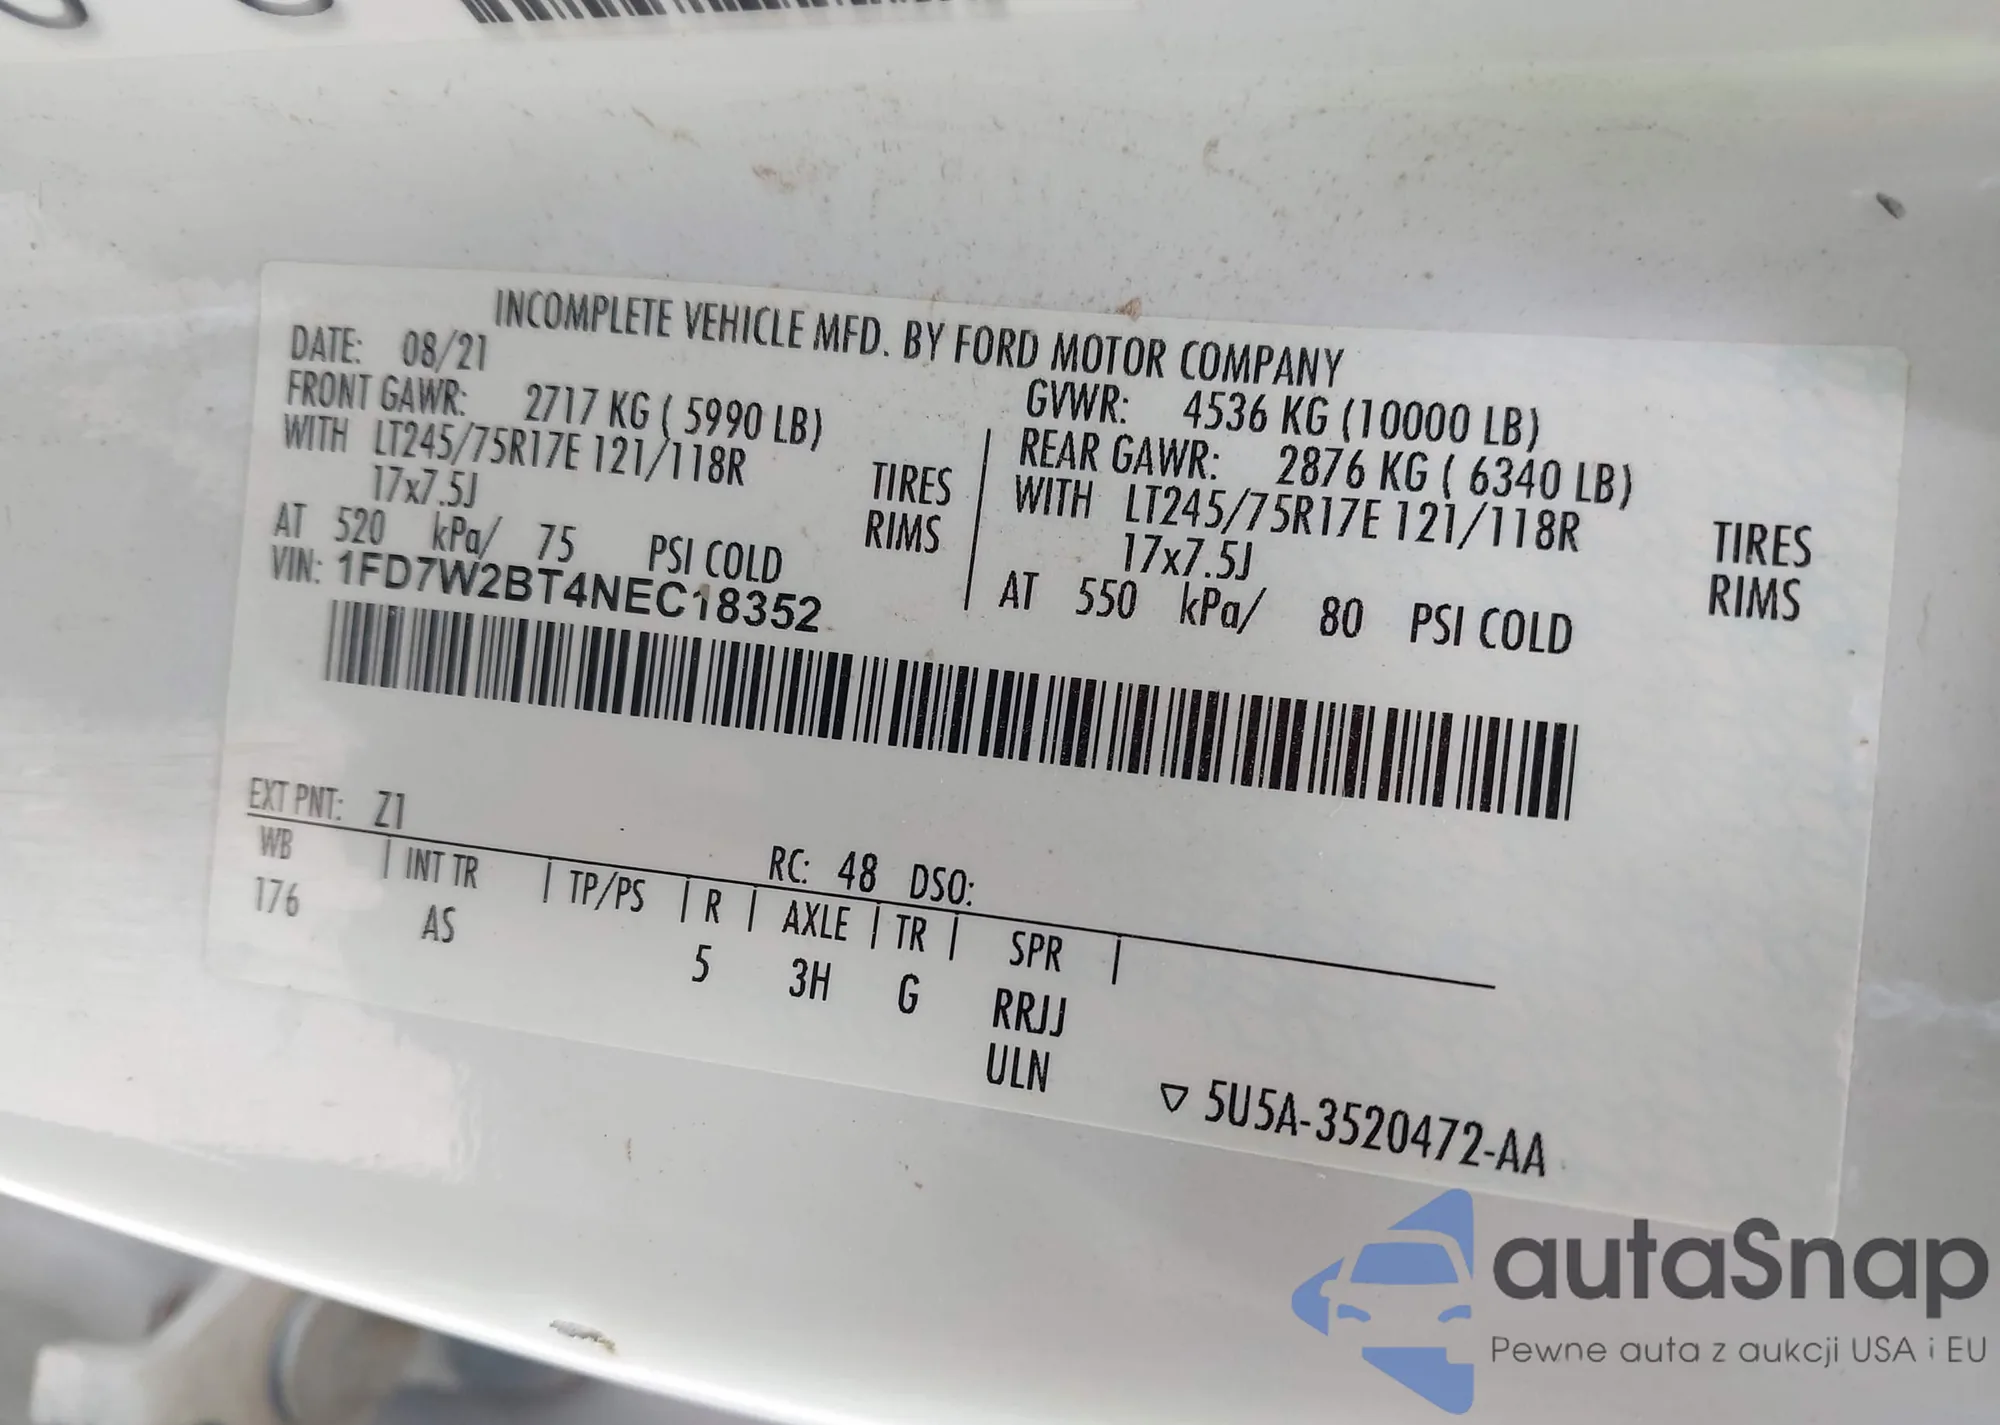 INCOMPLETE VEHICLE MFD. BY FORD MOTOR COMPANY
DATE: 08/21
GVWR: 4536 KG (10000 LB)
FRONT GAWR: 2717 KG ( 5990 LB)
REAR GAWR: 2876 KG ( 6340 LB)
WITH LT245/75R17E 121/118R TIRES
WITH LT245/75R17E 121/118R TIRES
17x7.5J RIMS
17x7.5J RIMS
AT 520 kPa/ 75 PSI COLD
AT 550 kPa/ 80 PSI COLD
VIN: 1FD7W2BT4NEC18352
EXT PNT: Z1 RC: 48 DSO:
WB | INT TR | TP/PS | R | AXLE | TR | SPR |
176 AS 5 3H G RRJJ
ULN
▽ 5U5A-3520472-AA
autaSnap
Pewne auta z aukcji USA i EU